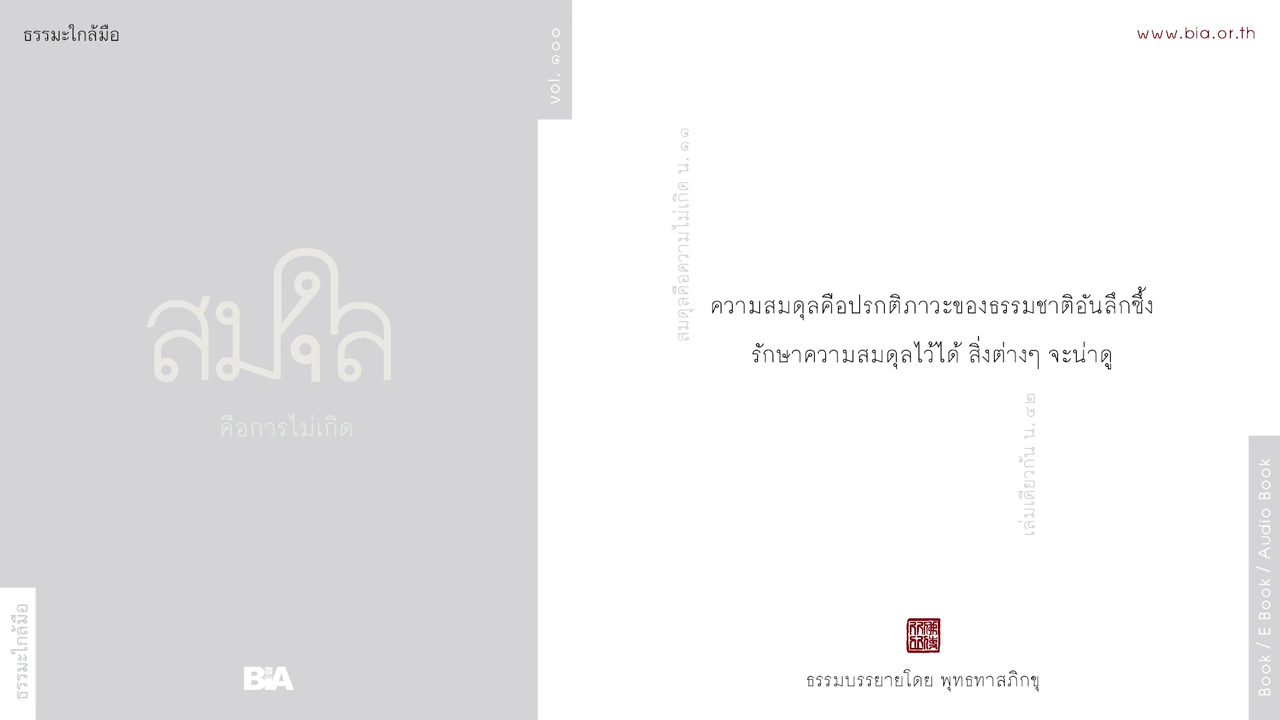 ธรรมะใกล้มือ
vol. ๑๐๐
www.bia.or.th
สมดุล
คือการไม่เกิด
สมดุลคือความไม่เกิด น. ๑๑
ความสมดุลคือปรกติภาวะของธรรมชาติอันลึกซึ้ง
รักษาความสมดุลไว้ได้ สิ่งต่างๆ จะน่าดู
เล่มเดียวกัน น. ๔๒
Book / E Book / Audio Book
ธรรมะใกล้มือ
BIA
ธรรมบรรยายโดย พุทธทาสภิกขุ